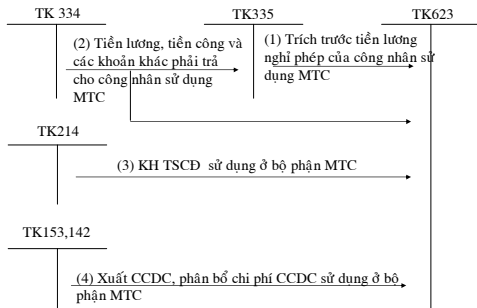 TK 334
TK335
TK623
(2) Tiền lương, tiền công và
các khoản khác phải trả
cho công nhân sử dụng
MTC
(1) Trích trước tiền lương
nghỉ phép của công nhân sử
dụng MTC
TK214
(3) KH TSCĐ sử dụng ở bộ phận MTC
TK153,142
(4) Xuất CCDC, phân bổ chi phí CCDC sử dụng ở bộ
phận MTC